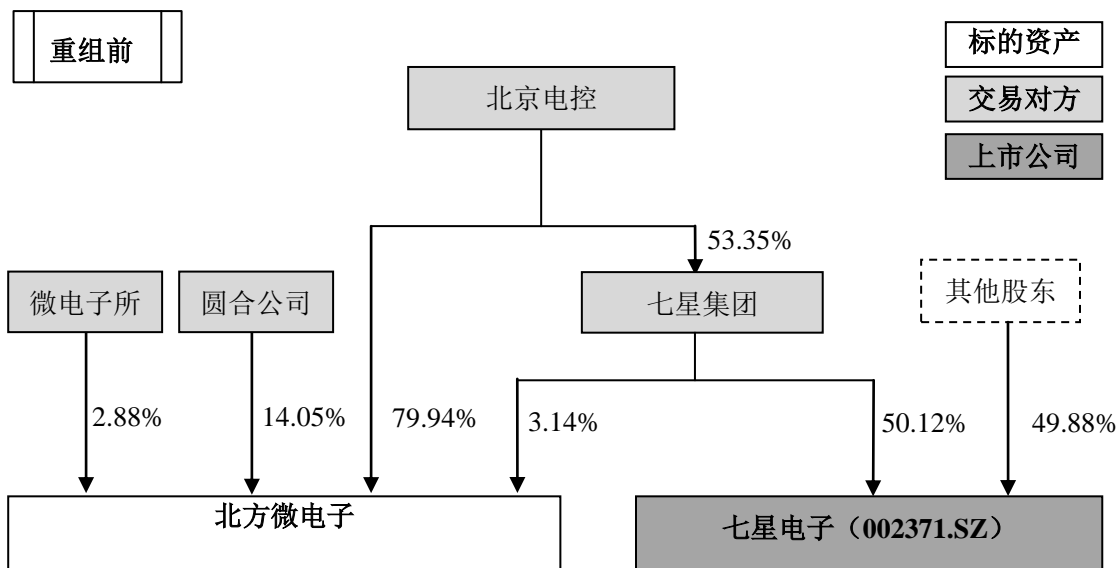 重组前
标的资产
交易对方
上市公司
北京电控
53.35%
微电子所
圆合公司
七星集团
其他股东
2.88%
14.05%
79.94%
3.14%
50.12%
49.88%
北方微电子
七星电子（002371.SZ）